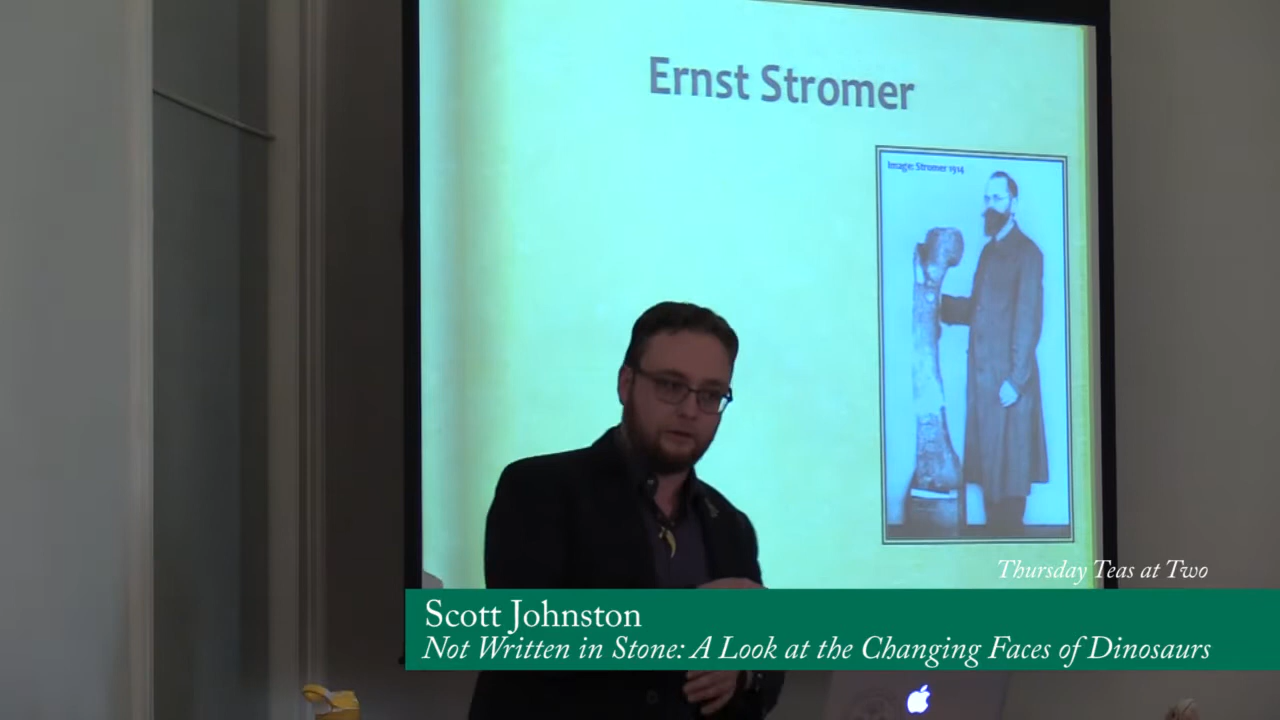 Ernst Stromer
Image: Stromer 1914
Thursday Teas at Two
Scott Johnston
Not Written in Stone: A Look at the Changing Faces of Dinosaurs